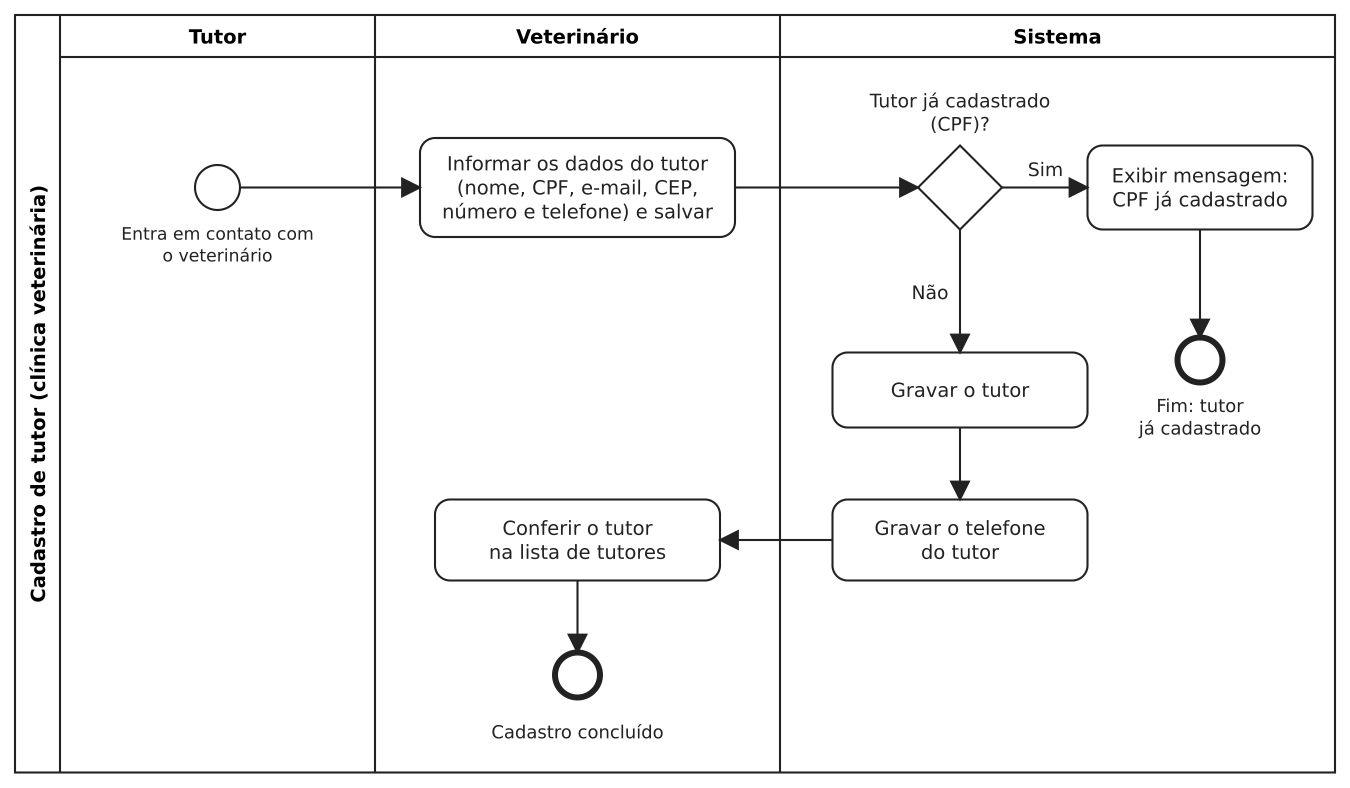 Cadastro de tutor (clínica veterinária)
Tutor
Veterinário
Sistema
Entra em contato com
o veterinário
Informar os dados do tutor
(nome, CPF, e-mail, CEP,
número e telefone) e salvar
Tutor já cadastrado
(CPF)?
Sim
Exibir mensagem:
CPF já cadastrado
Não
Fim: tutor
já cadastrado
Gravar o tutor
Gravar o telefone
do tutor
Conferir o tutor
na lista de tutores
Cadastro concluído